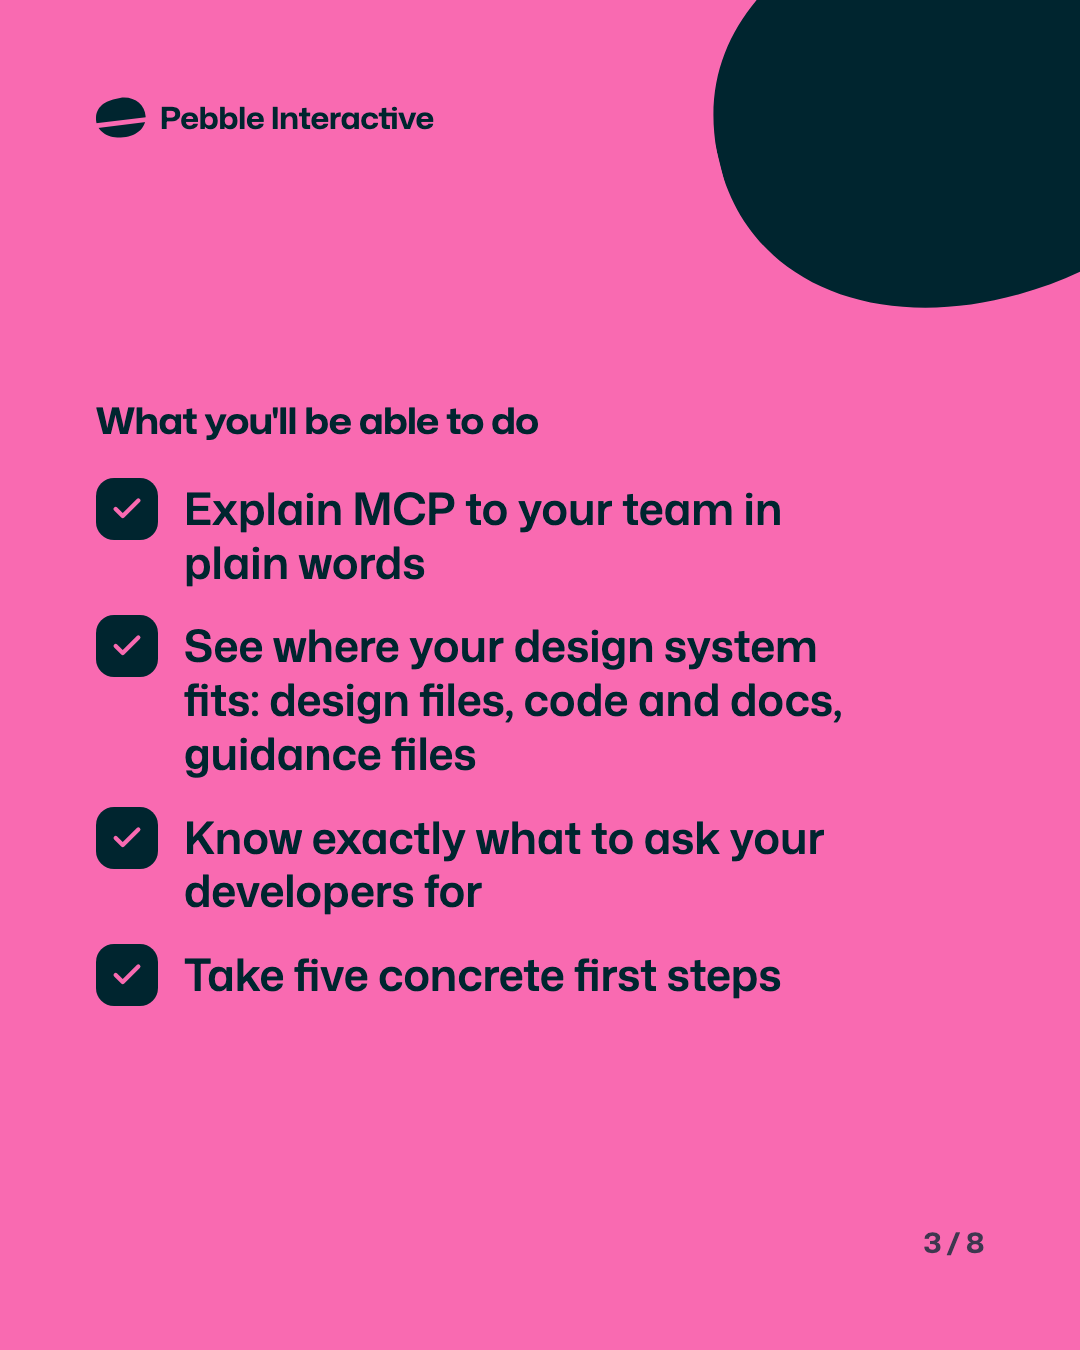 Pebble Interactive
What you'll be able to do
Explain MCP to your team in
plain words
See where your design system
fits: design files, code and docs,
guidance files
Know exactly what to ask your
developers for
Take five concrete first steps
3 / 8